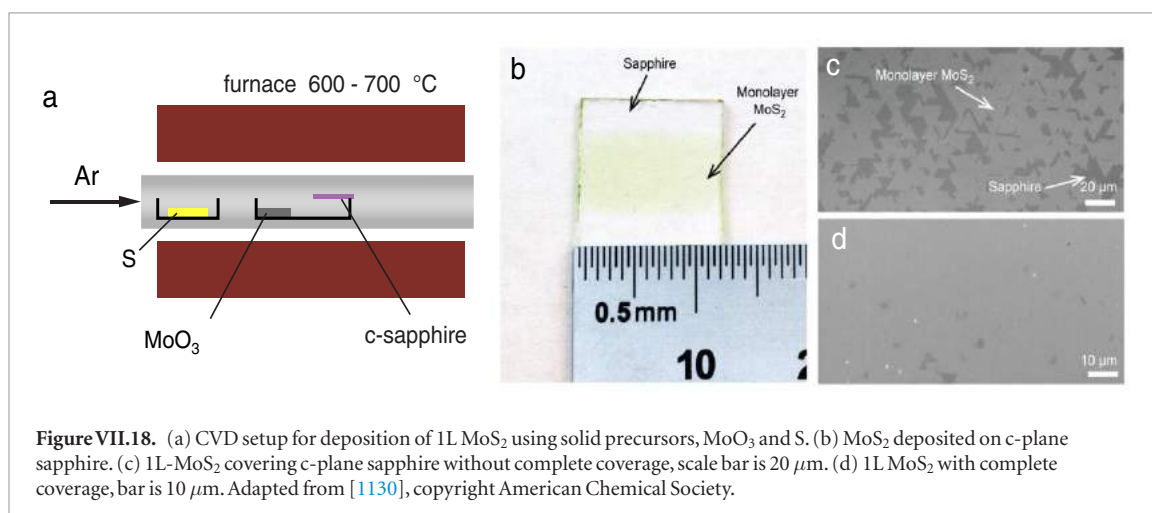 a
furnace 600 - 700 °C
Ar
S
MoO₃
c-sapphire
b
Sapphire
Monolayer
MoS₂
0.5 mm
10
c
Monolayer MoS₂
Sapphire
20 μm
d
10 μm
Figure VII.18. (a) CVD setup for deposition of 1L MoS₂ using solid precursors, MoO₃ and S. (b) MoS₂ deposited on c-plane
sapphire. (c) 1L-MoS₂ covering c-plane sapphire without complete coverage, scale bar is 20 μm. (d) 1L MoS₂ with complete
coverage, bar is 10 μm. Adapted from [1130], copyright American Chemical Society.